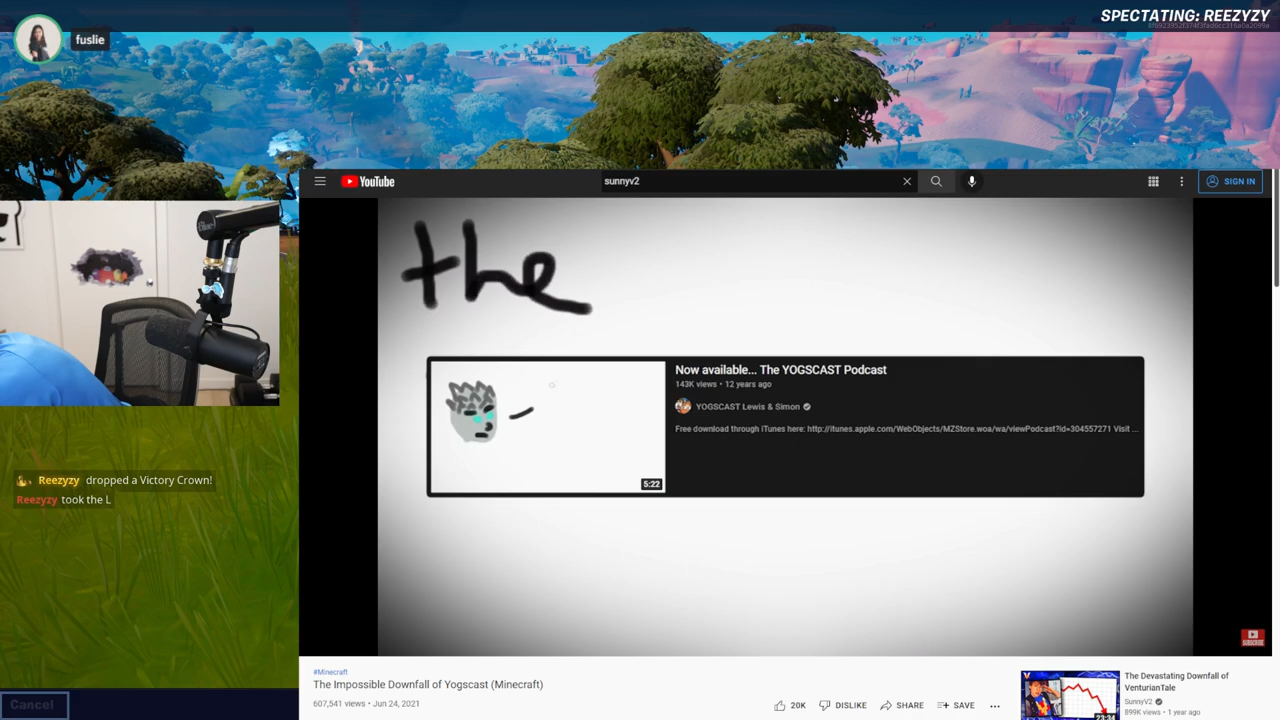 SPECTATING: REEZYZY
fuslie
YouTube
sunnyv2
SIGN IN
the
Now available... The YOGSCAST Podcast
143K views • 12 years ago
YOGSCAST Lewis & Simon
Free download through iTunes here: http://itunes.apple.com/WebObjects/MZStore.woa/wa/viewPodcast?id=304557271 Visit ...
5:22
Reezyzy dropped a Victory Crown!
Reezyzy took the L
SUBSCRIBE
#Minecraft
The Impossible Downfall of Yogscast (Minecraft)
607,541 views • Jun 24, 2021
20K
DISLIKE
SHARE
SAVE
The Devastating Downfall of
VenturianTale
SunnyV2
899K views • 1 year ago
23:34
Cancel